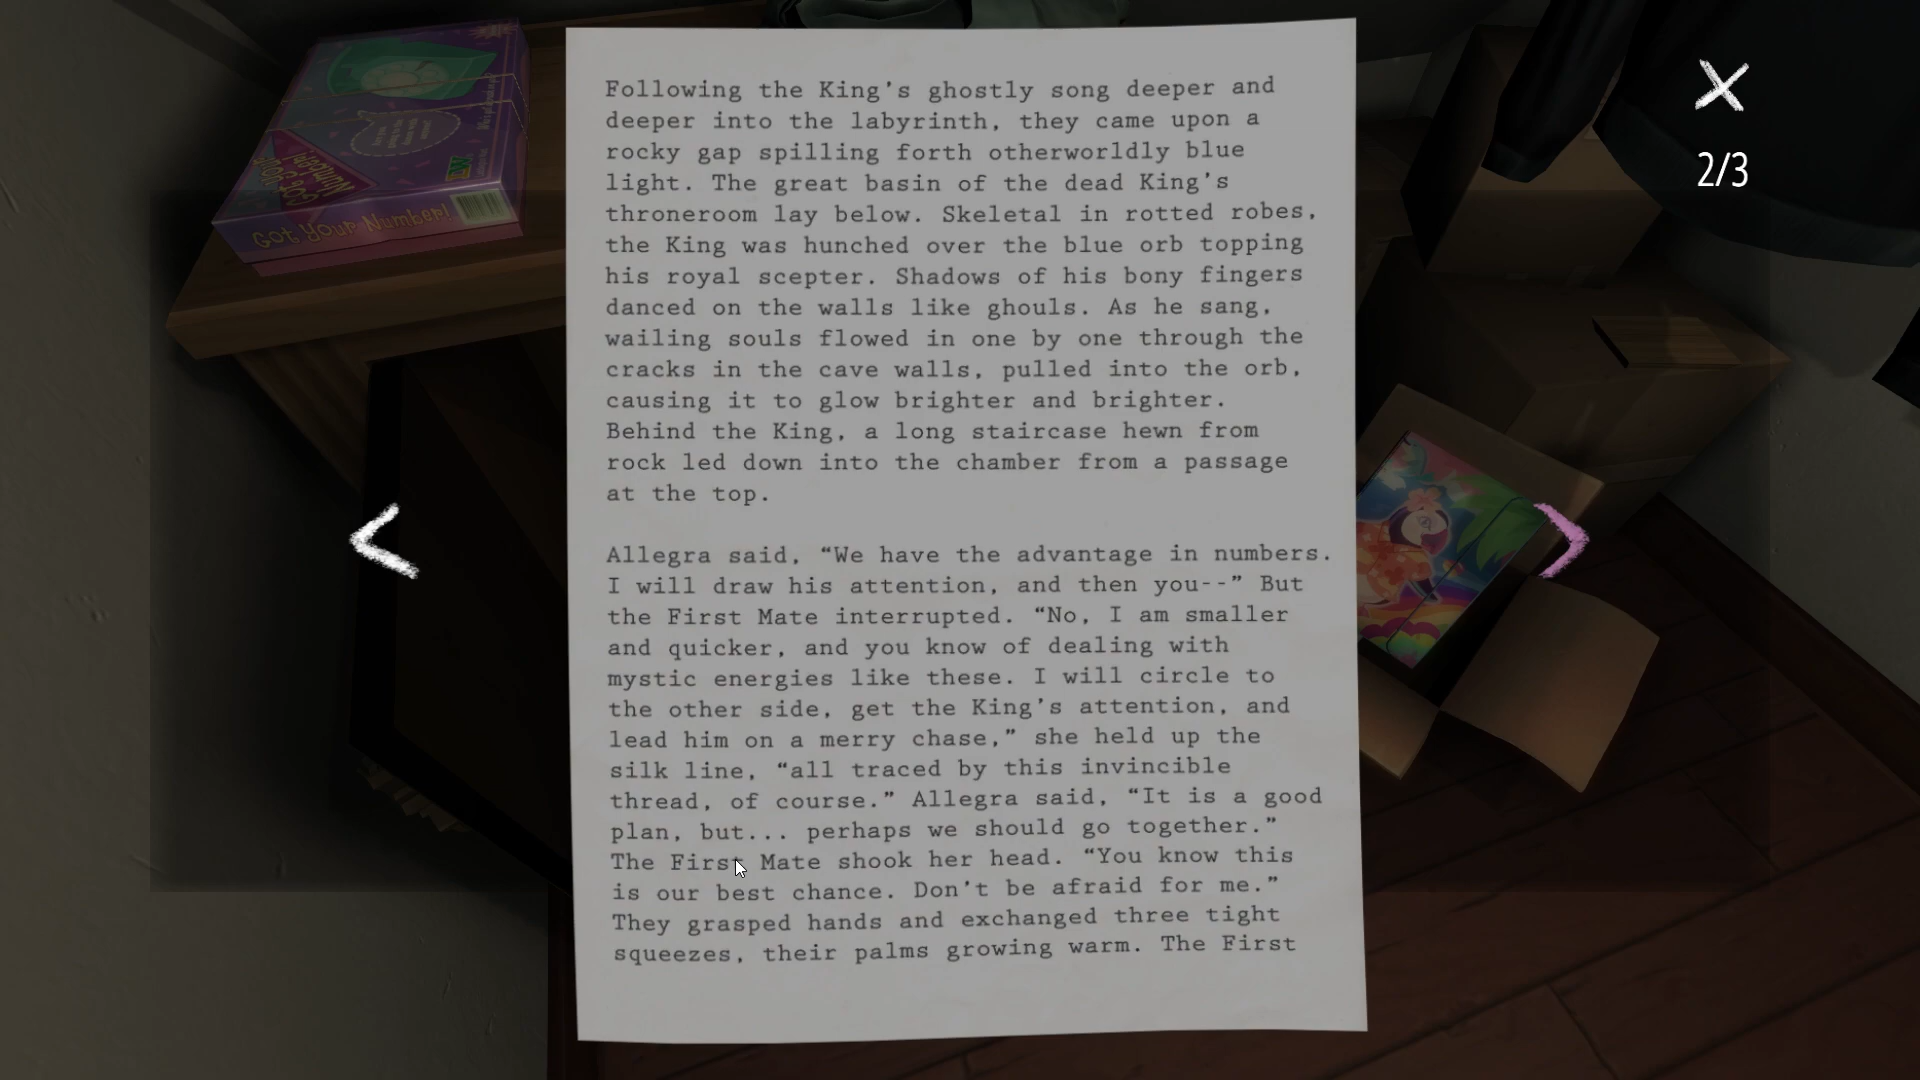 Following the King's ghostly song deeper and
deeper into the labyrinth, they came upon a
rocky gap spilling forth otherworldly blue
light. The great basin of the dead King's
throneroom lay below. Skeletal in rotted robes,
the King was hunched over the blue orb topping
his royal scepter. Shadows of his bony fingers
danced on the walls like ghouls. As he sang,
wailing souls flowed in one by one through the
cracks in the cave walls, pulled into the orb,
causing it to glow brighter and brighter.
Behind the King, a long staircase hewn from
rock led down into the chamber from a passage
at the top.
Allegra said, “We have the advantage in numbers.
I will draw his attention, and then you--” But
the First Mate interrupted. “No, I am smaller
and quicker, and you know of dealing with
mystic energies like these. I will circle to
the other side, get the King's attention, and
lead him on a merry chase,” she held up the
silk line, “all traced by this invincible
thread, of course.” Allegra said, “It is a good
plan, but... perhaps we should go together.”
The First Mate shook her head. “You know this
is our best chance. Don't be afraid for me.”
They grasped hands and exchanged three tight
squeezes, their palms growing warm. The First
2/3
Got Your Number!